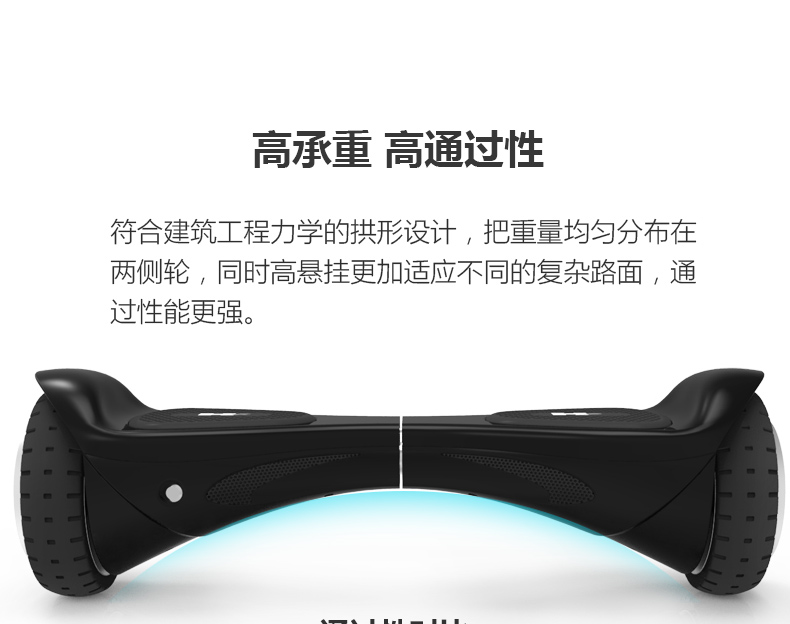 高承重 高通过性
符合建筑工程力学的拱形设计，把重量均匀分布在
两侧轮，同时高悬挂更加适应不同的复杂路面，通
过性能更强。